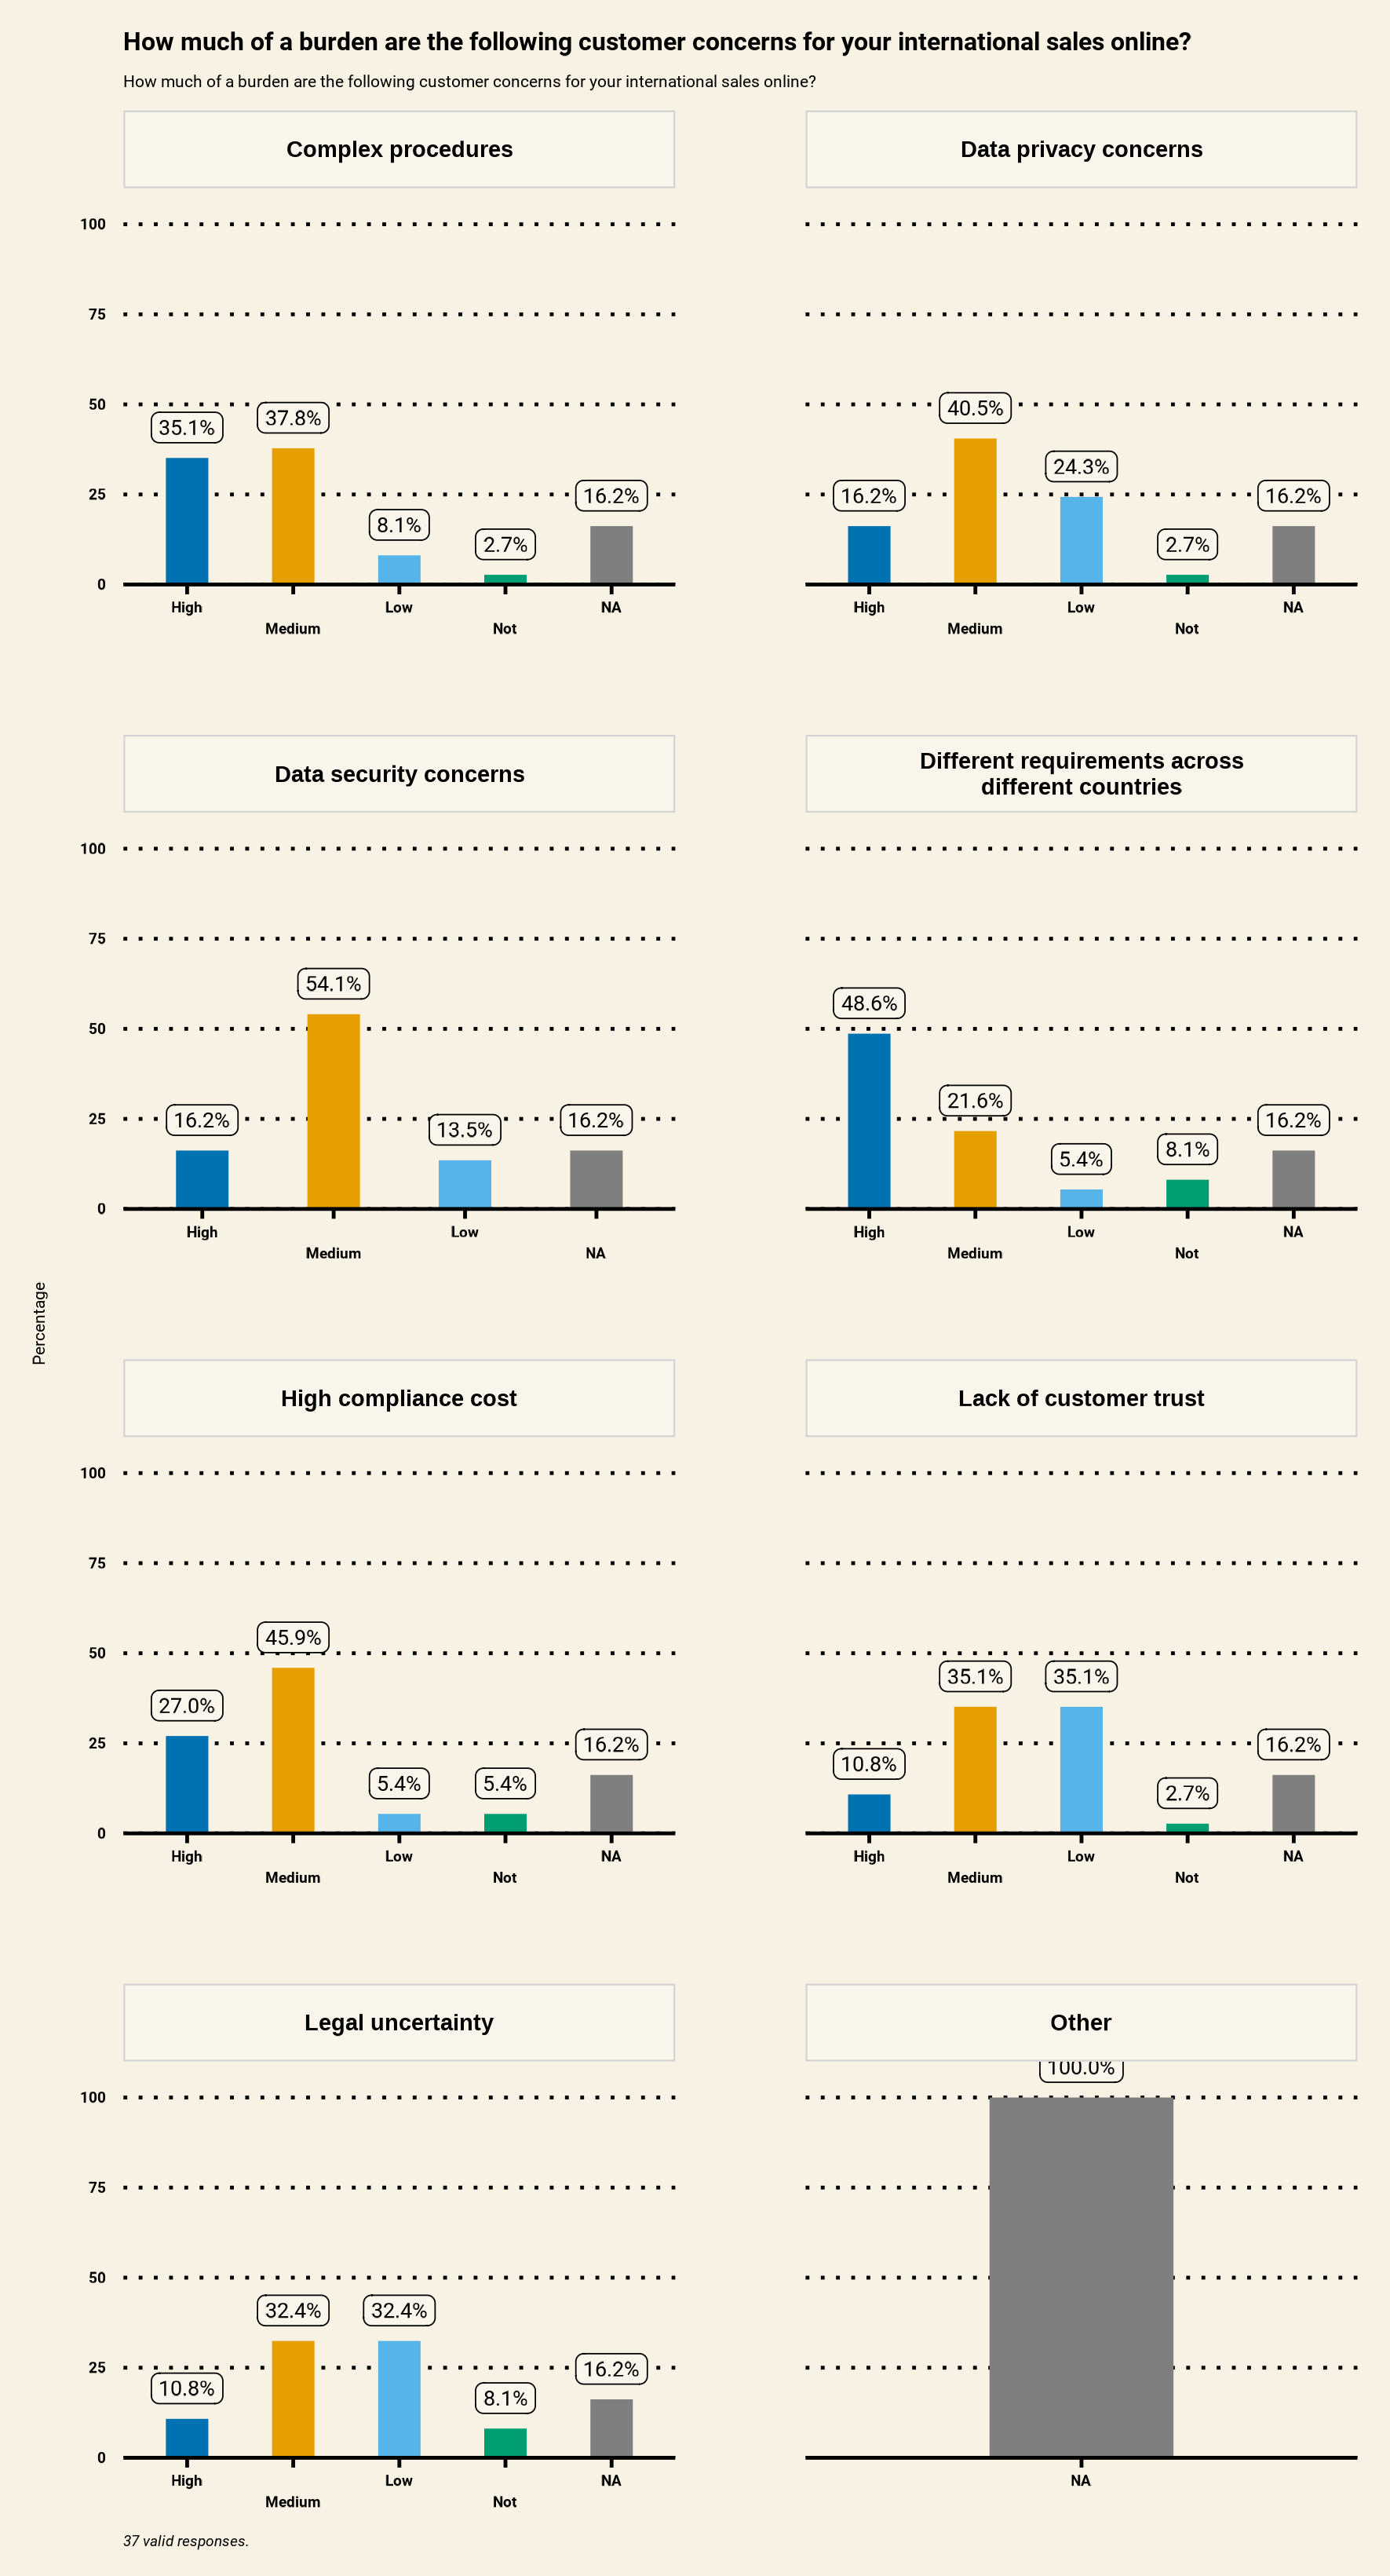 How much of a burden are the following customer concerns for your international sales online?
How much of a burden are the following customer concerns for your international sales online?
Complex procedures
100
75
50
25
0
35.1%
37.8%
8.1%
2.7%
16.2%
High
Medium
Low
Not
NA
Data privacy concerns
16.2%
40.5%
24.3%
2.7%
16.2%
High
Medium
Low
Not
NA
Data security concerns
100
75
50
25
0
16.2%
54.1%
13.5%
16.2%
High
Medium
Low
NA
Different requirements across
different countries
48.6%
21.6%
5.4%
8.1%
16.2%
High
Medium
Low
Not
NA
Percentage
High compliance cost
100
75
50
25
0
27.0%
45.9%
5.4%
5.4%
16.2%
High
Medium
Low
Not
NA
Lack of customer trust
10.8%
35.1%
35.1%
2.7%
16.2%
High
Medium
Low
Not
NA
Legal uncertainty
100
75
50
25
0
10.8%
32.4%
32.4%
8.1%
16.2%
High
Medium
Low
Not
NA
Other
100.0%
NA
37 valid responses.